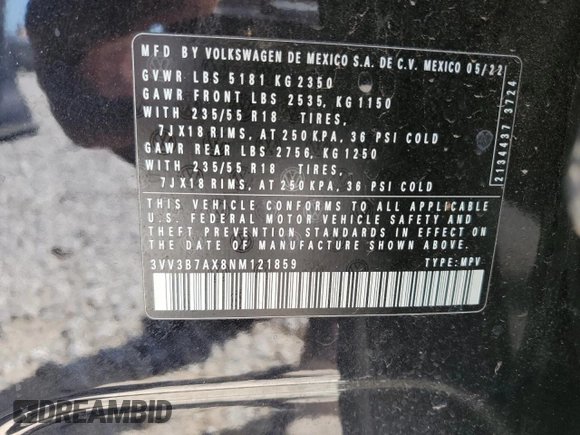 MFD BY VOLKSWAGEN DE MEXICO S.A. DE C.V. MEXICO 05/22
GVWR LBS 5181 KG 2350
GAWR FRONT LBS 2535, KG 1150
WITH 235/55 R18 TIRES,
7JX18 RIMS, AT 250 KPA, 36 PSI COLD
GAWR REAR LBS 2756, KG 1250
WITH 235/55 R18 TIRES,
7JX18 RIMS, AT 250 KPA, 36 PSI COLD
THIS VEHICLE CONFORMS TO ALL APPLICABLE
U.S. FEDERAL MOTOR VEHICLE SAFETY AND
THEFT PREVENTION STANDARDS IN EFFECT ON
THE DATE OF MANUFACTURE SHOWN ABOVE
3VV3B7AX8NM121859 TYPE: MPV
2134437 3724
DREAMBID